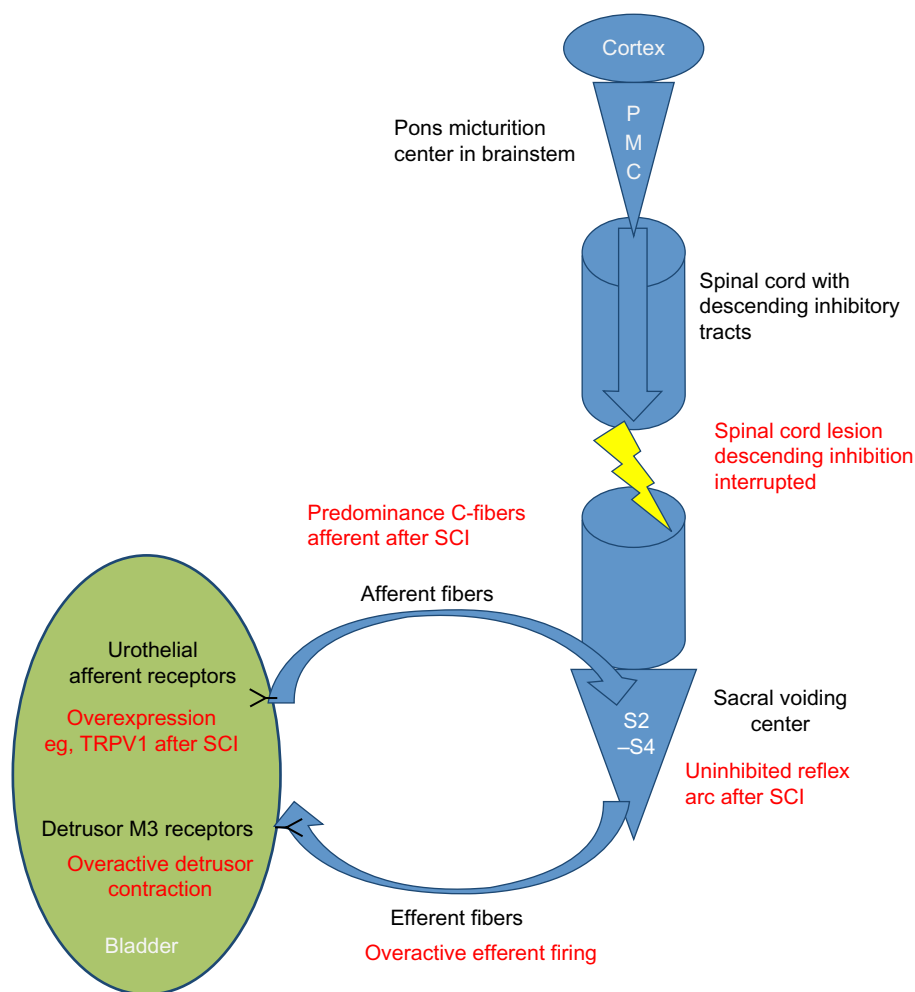 Cortex
P
M
C
Pons micturition
center in brainstem
Spinal cord with
descending inhibitory
tracts
Spinal cord lesion
descending inhibition
interrupted
Predominance C-fibers
afferent after SCI
Afferent fibers
Urothelial
afferent receptors
Overexpression
eg, TRPV1 after SCI
S2
–S4
Sacral voiding
center
Uninhibited reflex
arc after SCI
Detrusor M3 receptors
Overactive detrusor
contraction
Efferent fibers
Overactive efferent firing
Bladder